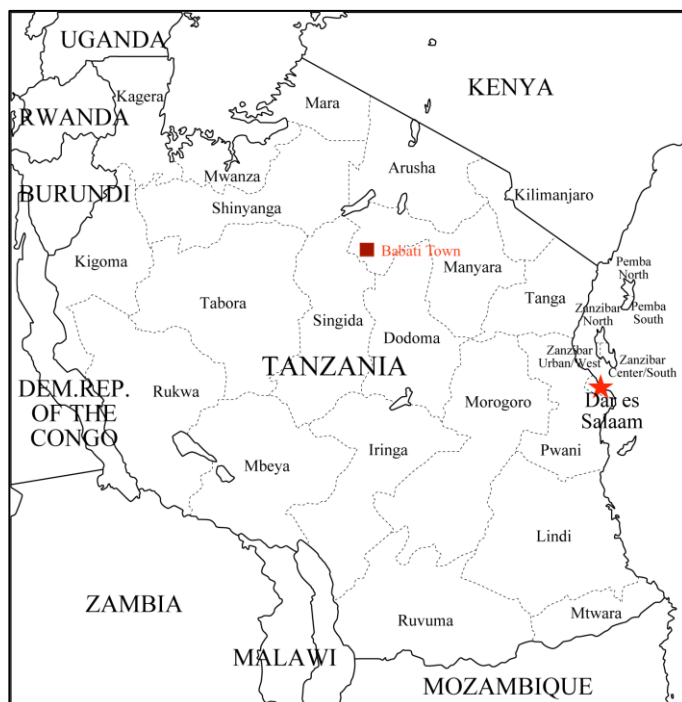 UGANDA
KENYA
Kagera
Mara
RWANDA
Mwanza
Arusha
BURUNDI
Kilimanjaro
Shinyanga
Babati Town
Kigoma
Manyara
Pemba
North
Tabora
Singida
Tanga
Zanzibar
North
Pemba
South
Dodoma
TANZANIA
Zanzibar
Urban/West
Zanzibar
Center/South
DEM.REP.
OF THE
CONGO
Rukwa
Morogoro
Dar es
Salaam
Mbeya
Iringa
Pwani
Lindi
ZAMBIA
Ruvuma
Mtwara
MALAWI
MOZAMBIQUE